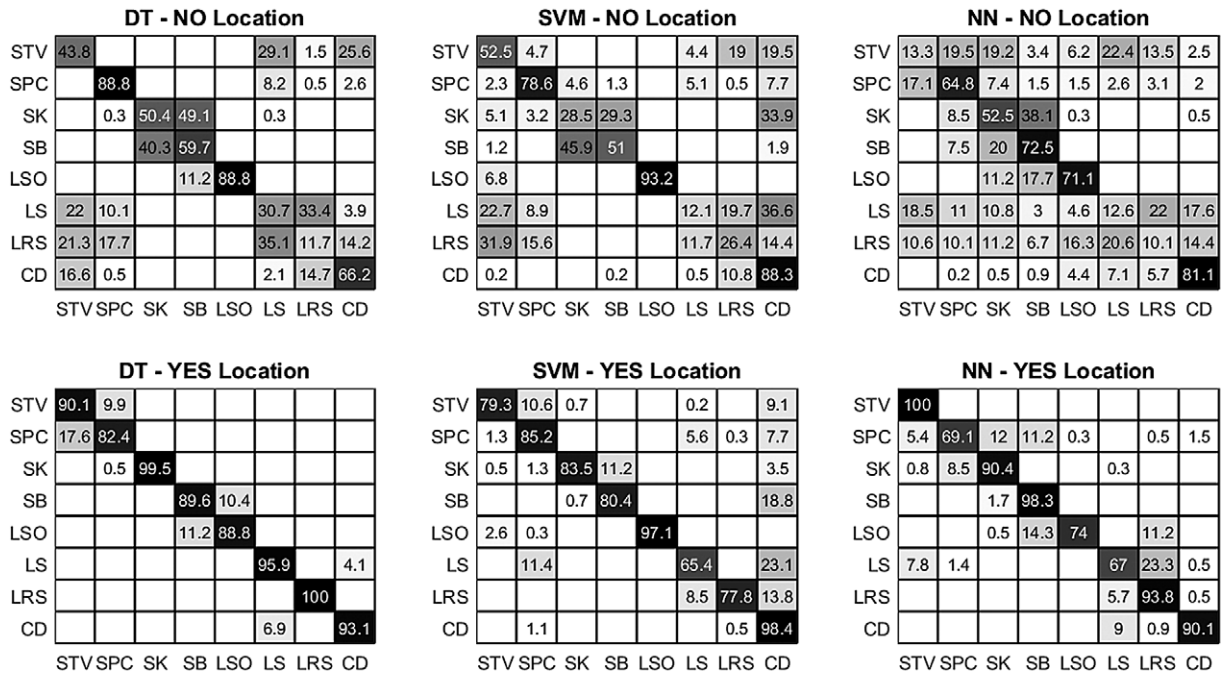 DT - NO Location
SVM - NO Location
NN - NO Location
STV 43.8 29.1 1.5 25.6
SPC 88.8 8.2 0.5 2.6
SK 0.3 50.4 49.1 0.3
SB 40.3 59.7
LSO 11.2 88.8
LS 22 10.1 30.7 33.4 3.9
LRS 21.3 17.7 35.1 11.7 14.2
CD 16.6 0.5 2.1 14.7 66.2
STV SPC SK SB LSO LS LRS CD
STV 52.5 4.7 4.4 19 19.5
SPC 2.3 78.6 4.6 1.3 5.1 0.5 7.7
SK 5.1 3.2 28.5 29.3 33.9
SB 1.2 45.9 51 1.9
LSO 6.8 93.2
LS 22.7 8.9 12.1 19.7 36.6
LRS 31.9 15.6 11.7 26.4 14.4
CD 0.2 0.2 0.5 10.8 88.3
STV SPC SK SB LSO LS LRS CD
STV 13.3 19.5 19.2 3.4 6.2 22.4 13.5 2.5
SPC 17.1 64.8 7.4 1.5 1.5 2.6 3.1 2
SK 8.5 52.5 38.1 0.3 0.5
SB 7.5 20 72.5
LSO 11.2 17.7 71.1
LS 18.5 11 10.8 3 4.6 12.6 22 17.6
LRS 10.6 10.1 11.2 6.7 16.3 20.6 10.1 14.4
CD 0.2 0.5 0.9 4.4 7.1 5.7 81.1
STV SPC SK SB LSO LS LRS CD
DT - YES Location
SVM - YES Location
NN - YES Location
STV 90.1 9.9
SPC 17.6 82.4
SK 0.5 99.5
SB 89.6 10.4
LSO 11.2 88.8
LS 95.9 4.1
LRS 100
CD 6.9 93.1
STV SPC SK SB LSO LS LRS CD
STV 79.3 10.6 0.7 0.2 9.1
SPC 1.3 85.2 5.6 0.3 7.7
SK 0.5 1.3 83.5 11.2 3.5
SB 0.7 80.4 18.8
LSO 2.6 0.3 97.1
LS 11.4 65.4 23.1
LRS 8.5 77.8 13.8
CD 1.1 0.5 98.4
STV SPC SK SB LSO LS LRS CD
STV 100
SPC 5.4 69.1 12 11.2 0.3 0.5 1.5
SK 0.8 8.5 90.4 0.3
SB 1.7 98.3
LSO 0.5 14.3 74 11.2
LS 7.8 1.4 67 23.3 0.5
LRS 5.7 93.8 0.5
CD 9 0.9 90.1
STV SPC SK SB LSO LS LRS CD